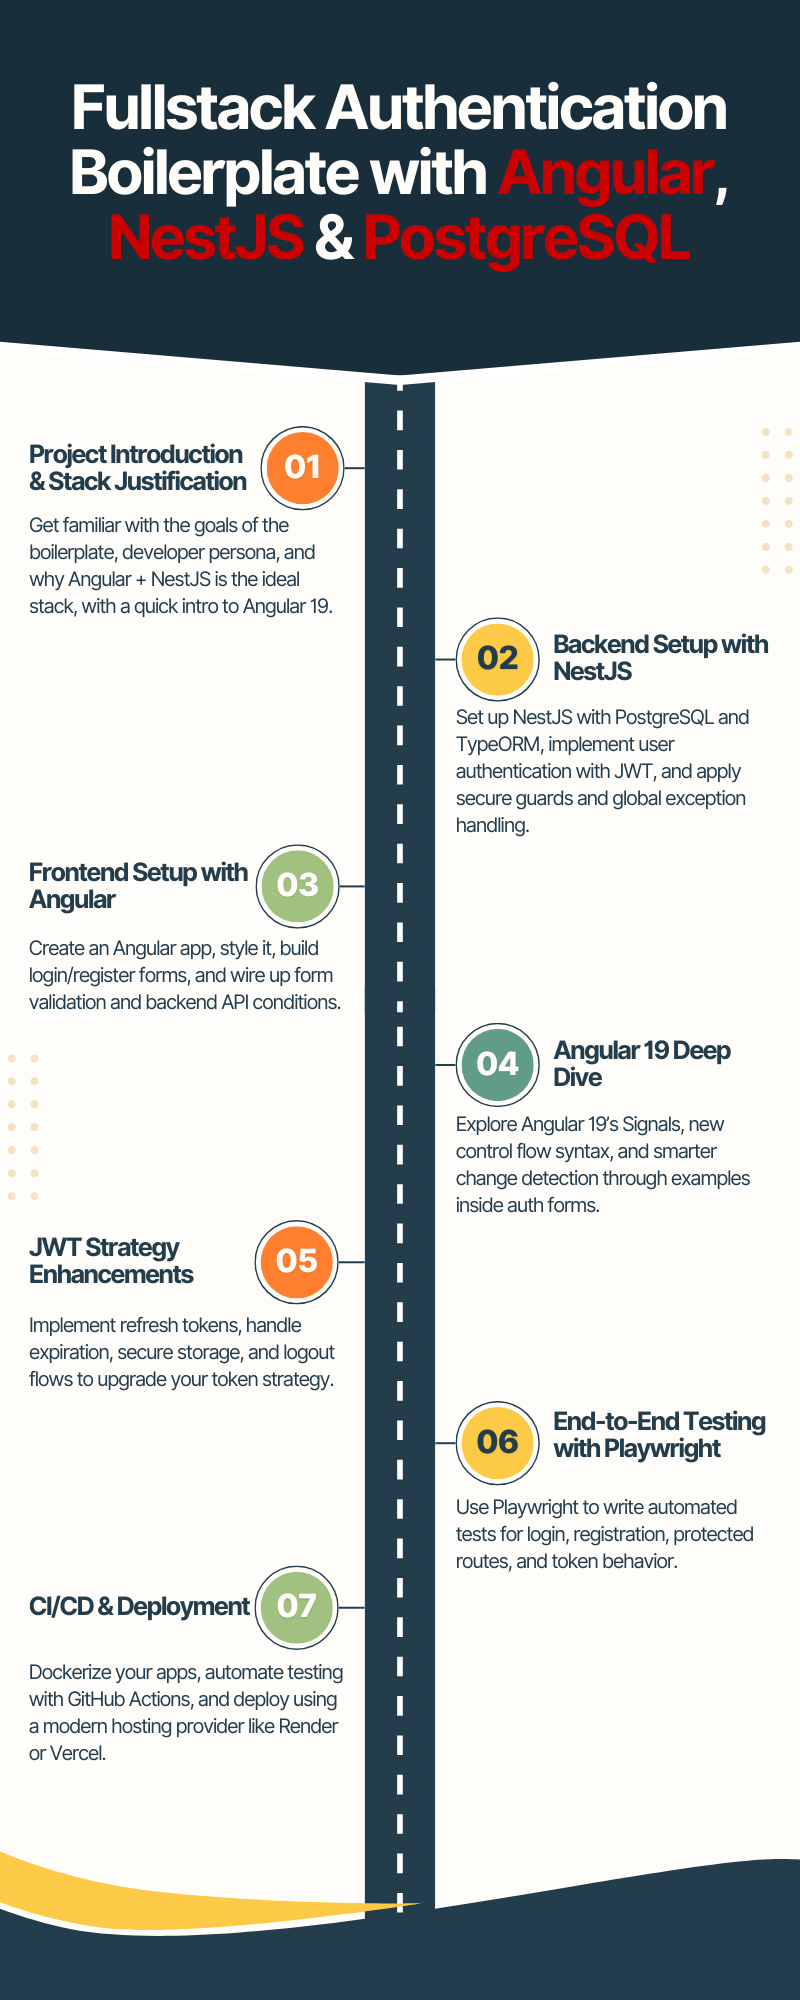 Fullstack Authentication
Boilerplate with Angular,
NestJS & PostgreSQL
Project Introduction
& Stack Justification
01
Get familiar with the goals of the
boilerplate, developer persona, and
why Angular + NestJS is the ideal
stack, with a quick intro to Angular 19.
02
Backend Setup with
NestJS
Set up NestJS with PostgreSQL and
TypeORM, implement user
authentication with JWT, and apply
secure guards and global exception
handling.
Frontend Setup with
Angular
03
Create an Angular app, style it, build
login/register forms, and wire up form
validation and backend API conditions.
04
Angular 19 Deep
Dive
Explore Angular 19's Signals, new
control flow syntax, and smarter
change detection through examples
inside auth forms.
JWT Strategy
Enhancements
05
Implement refresh tokens, handle
expiration, secure storage, and logout
flows to upgrade your token strategy.
06
End-to-End Testing
with Playwright
Use Playwright to write automated
tests for login, registration, protected
routes, and token behavior.
CI/CD & Deployment
07
Dockerize your apps, automate testing
with GitHub Actions, and deploy using
a modern hosting provider like Render
or Vercel.